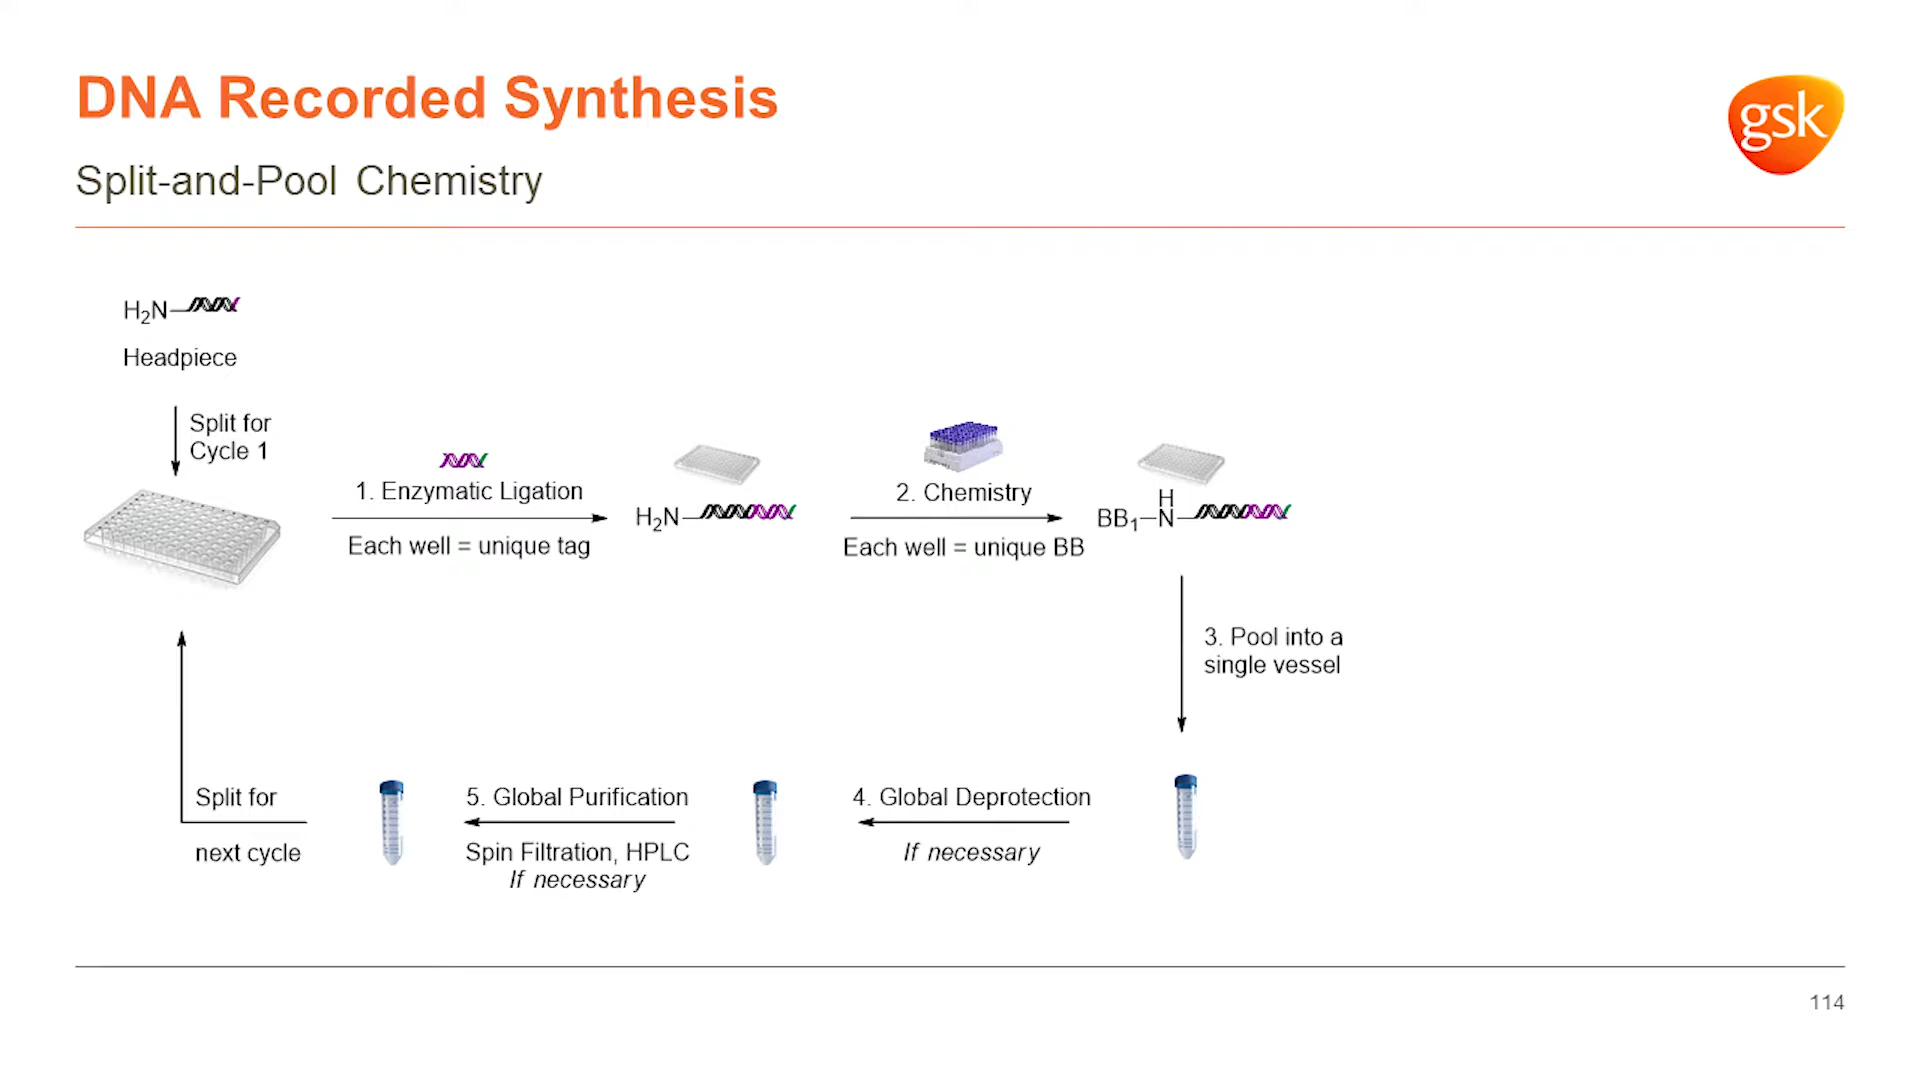 DNA Recorded Synthesis
gsk
Split-and-Pool Chemistry
H2N
Headpiece
Split for
Cycle 1
1. Enzymatic Ligation
Each well = unique tag
H2N
2. Chemistry
Each well = unique BB
H
BB1–N
3. Pool into a
single vessel
4. Global Deprotection
If necessary
5. Global Purification
Spin Filtration, HPLC
If necessary
Split for
next cycle
114